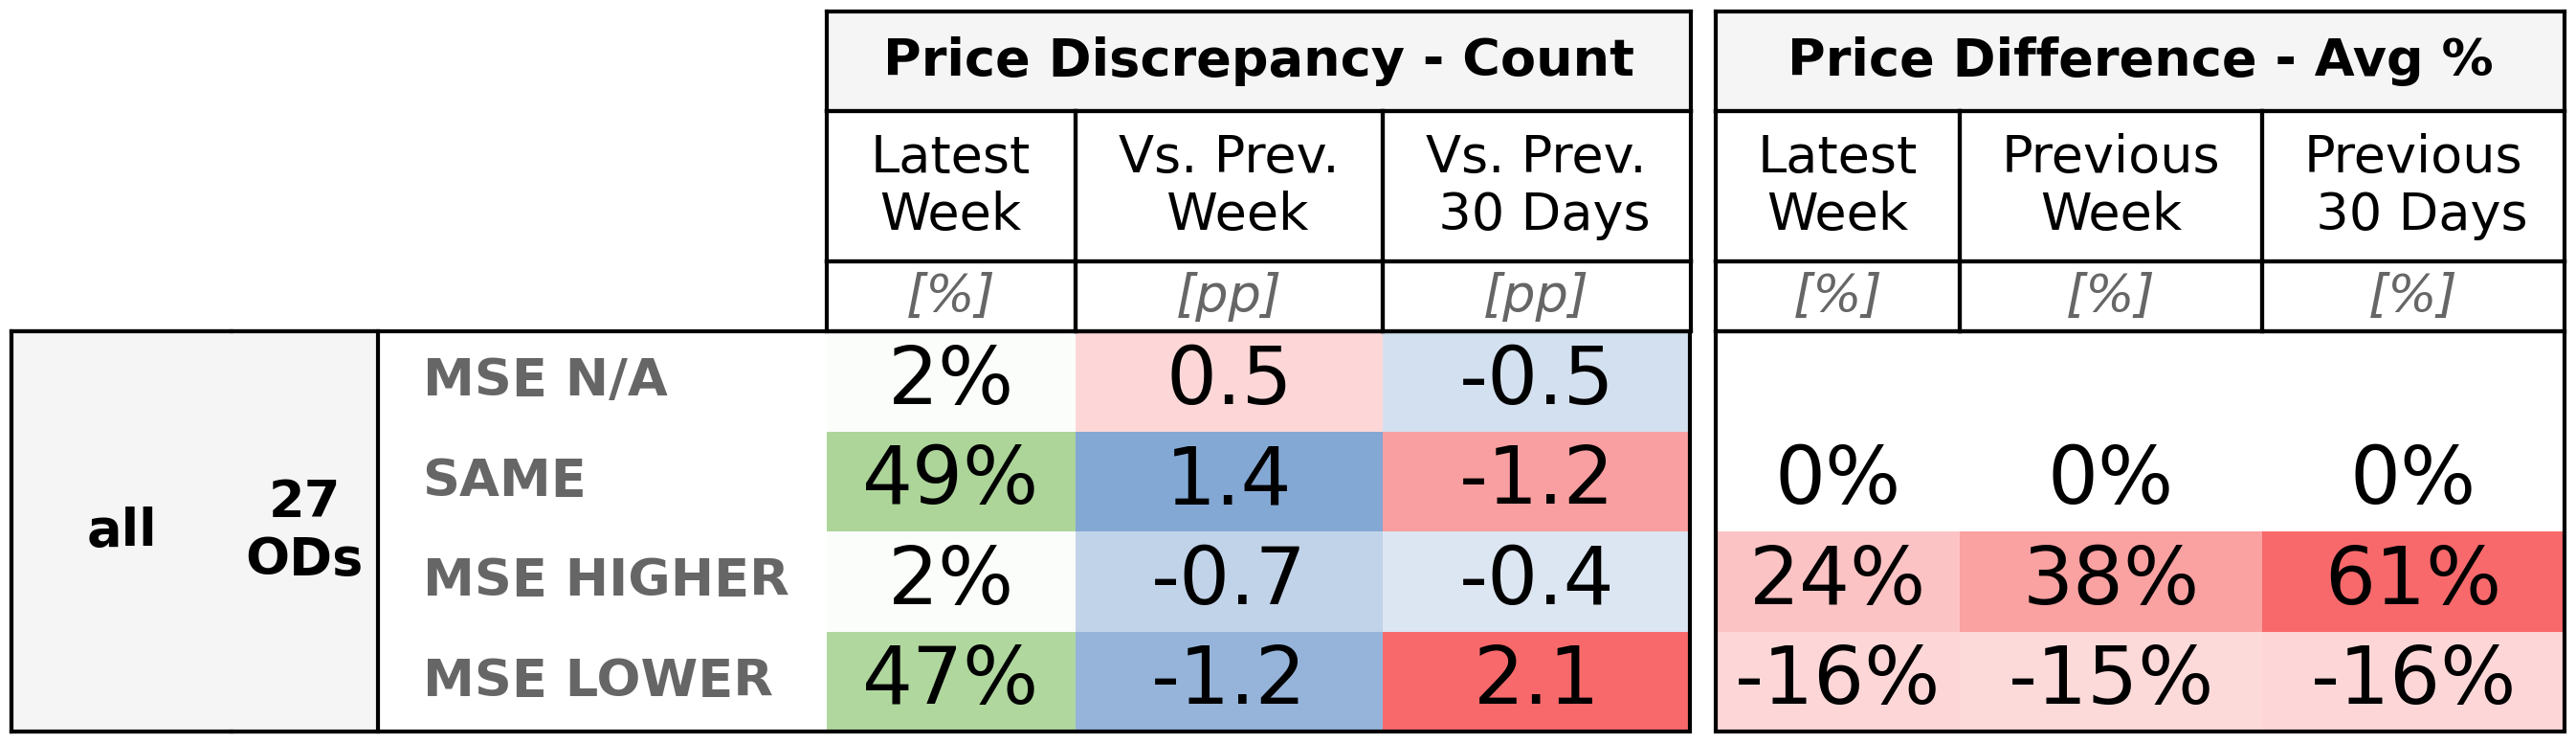 Price Discrepancy - Count Price Difference - Avg %
Latest Week Vs. Prev. Week Vs. Prev. 30 Days Latest Week Previous Week Previous 30 Days
[%] [pp] [pp] [%] [%] [%]
all 27 ODs
MSE N/A 2% 0.5 -0.5
SAME 49% 1.4 -1.2 0% 0% 0%
MSE HIGHER 2% -0.7 -0.4 24% 38% 61%
MSE LOWER 47% -1.2 2.1 -16% -15% -16%